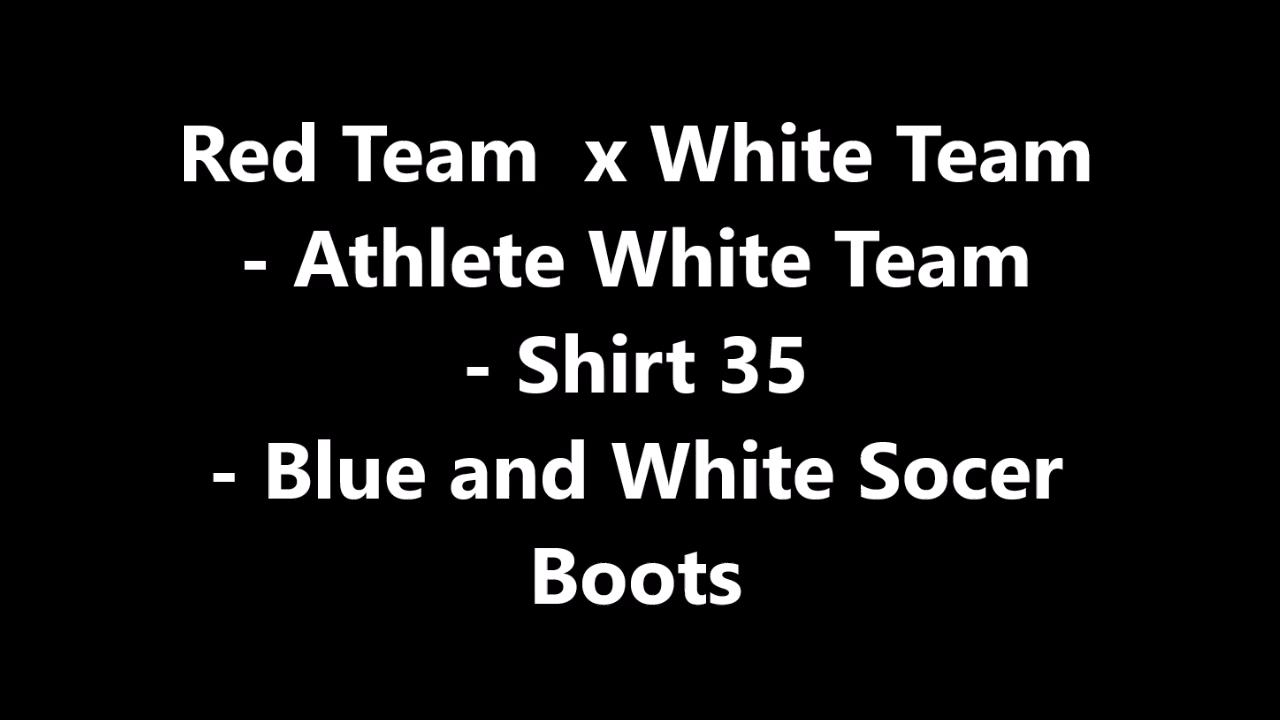 Red Team  x White Team
- Athlete White Team
- Shirt 35
- Blue and White Socer
Boots